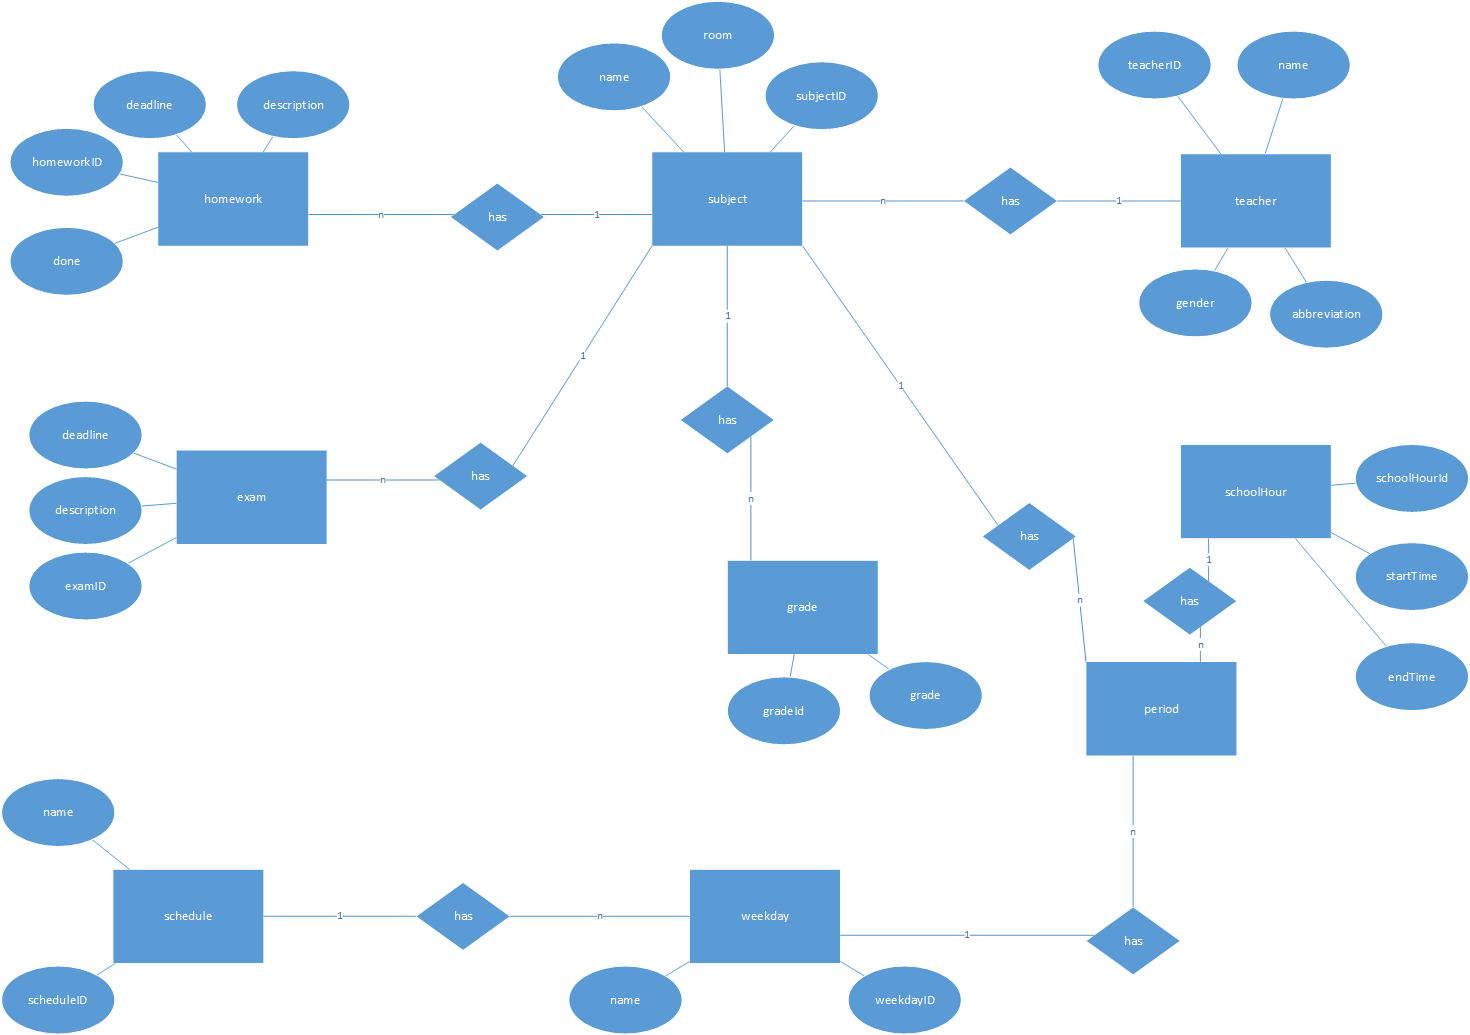 room
name
subjectID
teacherID
name
deadline
description
homeworkID
homework
done
n
has
1
subject
n
has
1
teacher
gender
abbreviation
1
1
1
deadline
description
examID
exam
n
has
has
n
grade
gradeId
grade
has
n
schoolHour
schoolHourId
startTime
endTime
1
has
n
period
n
name
schedule
scheduleID
1
has
n
weekday
name
weekdayID
1
has